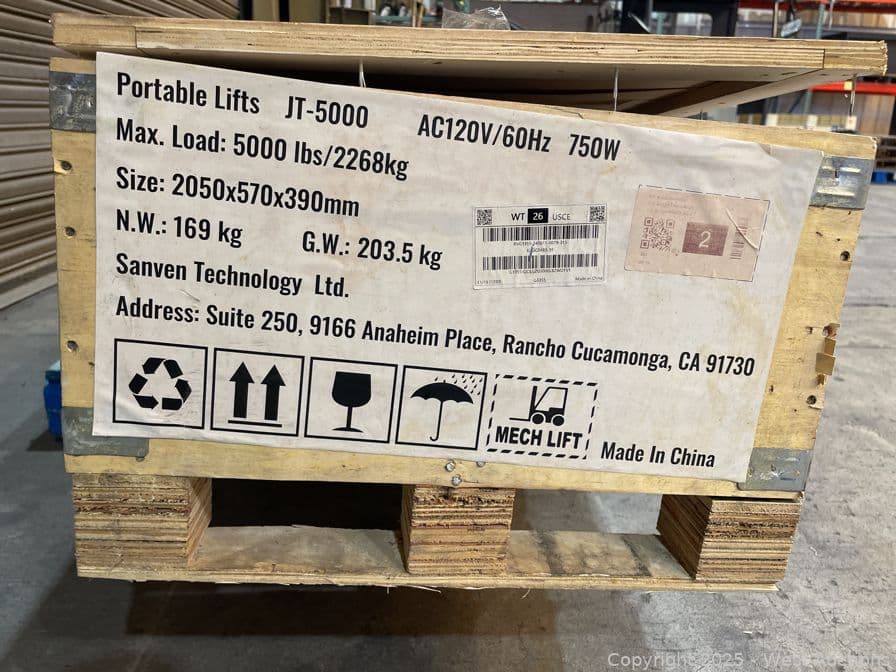 Portable Lifts JT-5000 AC120V/60Hz 750W
Max. Load: 5000 lbs/2268kg
Size: 2050x570x390mm
N.W.: 169 kg G.W.: 203.5 kg
Sanven Technology Ltd.
Address: Suite 250, 9166 Anaheim Place, Rancho Cucamonga, CA 91730
WT 26 USCE
Made in China
2
MECH LIFT
Made In China
Copyright 2025